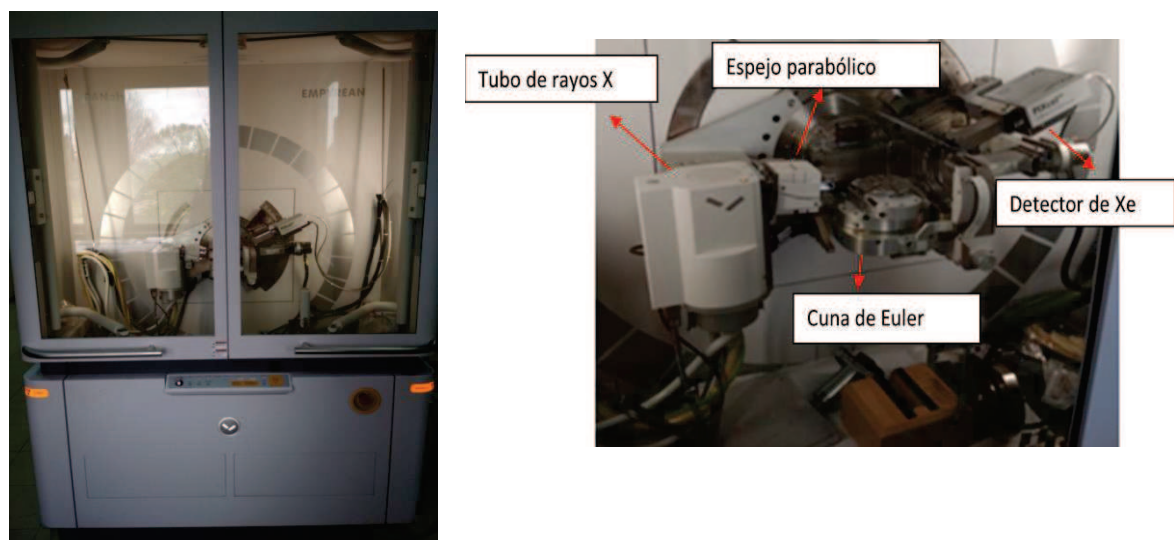 EMPYREAN
Tubo de rayos X
Espejo parabólico
Detector de Xe
Cuna de Euler